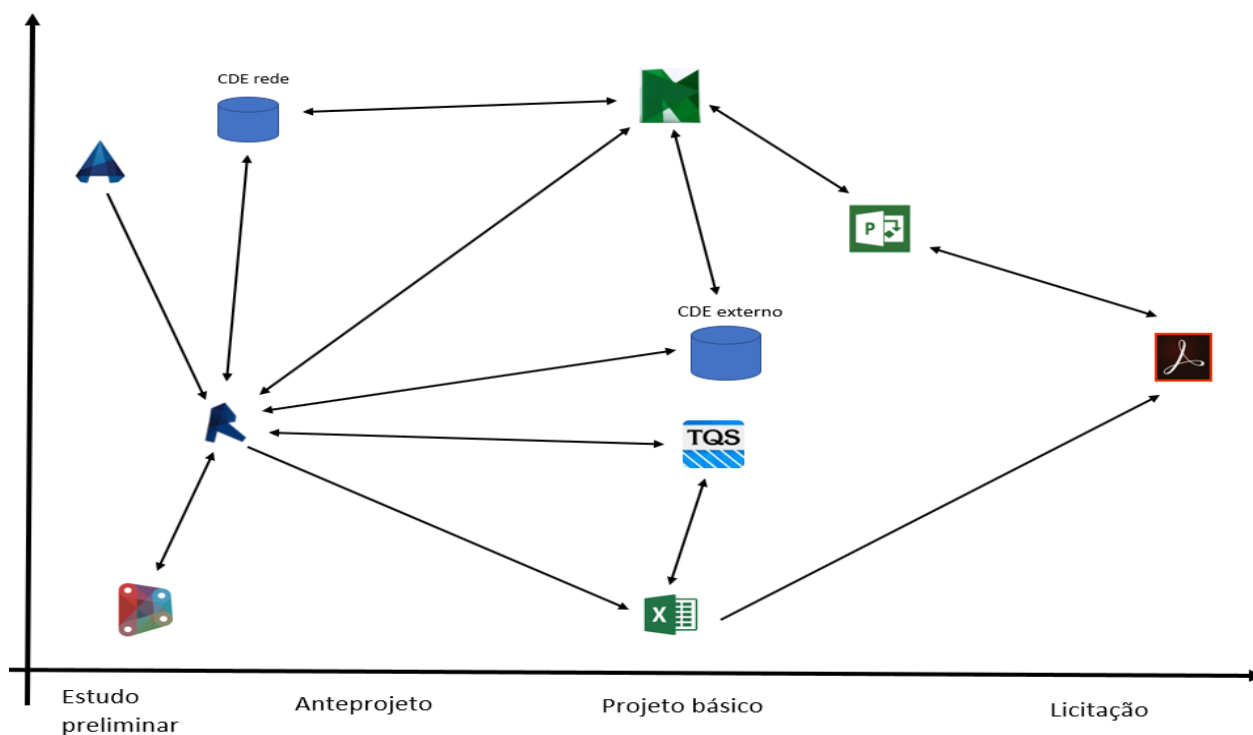 CDE rede
P
CDE externo
TQS
X
Estudo
preliminar
Anteprojeto
Projeto básico
Licitação